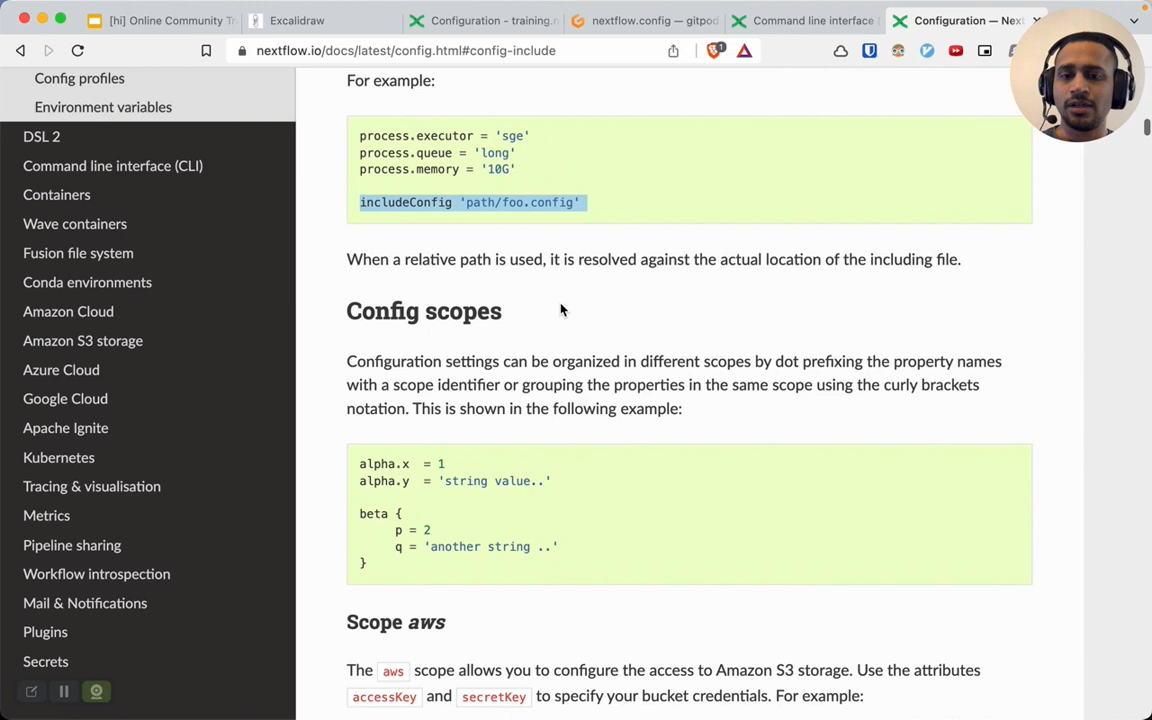 [hi] Online Community Tr
Excalidraw
Configuration - training.n
nextflow.config — gitpod
Command line interface
Configuration — Next
nextflow.io/docs/latest/config.html#config-include
1
Config profiles
Environment variables
DSL 2
Command line interface (CLI)
Containers
Wave containers
Fusion file system
Conda environments
Amazon Cloud
Amazon S3 storage
Azure Cloud
Google Cloud
Apache Ignite
Kubernetes
Tracing & visualisation
Metrics
Pipeline sharing
Workflow introspection
Mail & Notifications
Plugins
Secrets
For example:
process.executor = 'sge'
process.queue = 'long'
process.memory = '10G'
includeConfig 'path/foo.config'
When a relative path is used, it is resolved against the actual location of the including file.
Config scopes
Configuration settings can be organized in different scopes by dot prefixing the property names
with a scope identifier or grouping the properties in the same scope using the curly brackets
notation. This is shown in the following example:
alpha.x = 1
alpha.y = 'string value..'
beta {
p = 2
q = 'another string ..'
}
Scope aws
The aws scope allows you to configure the access to Amazon S3 storage. Use the attributes
accessKey and secretKey to specify your bucket credentials. For example: